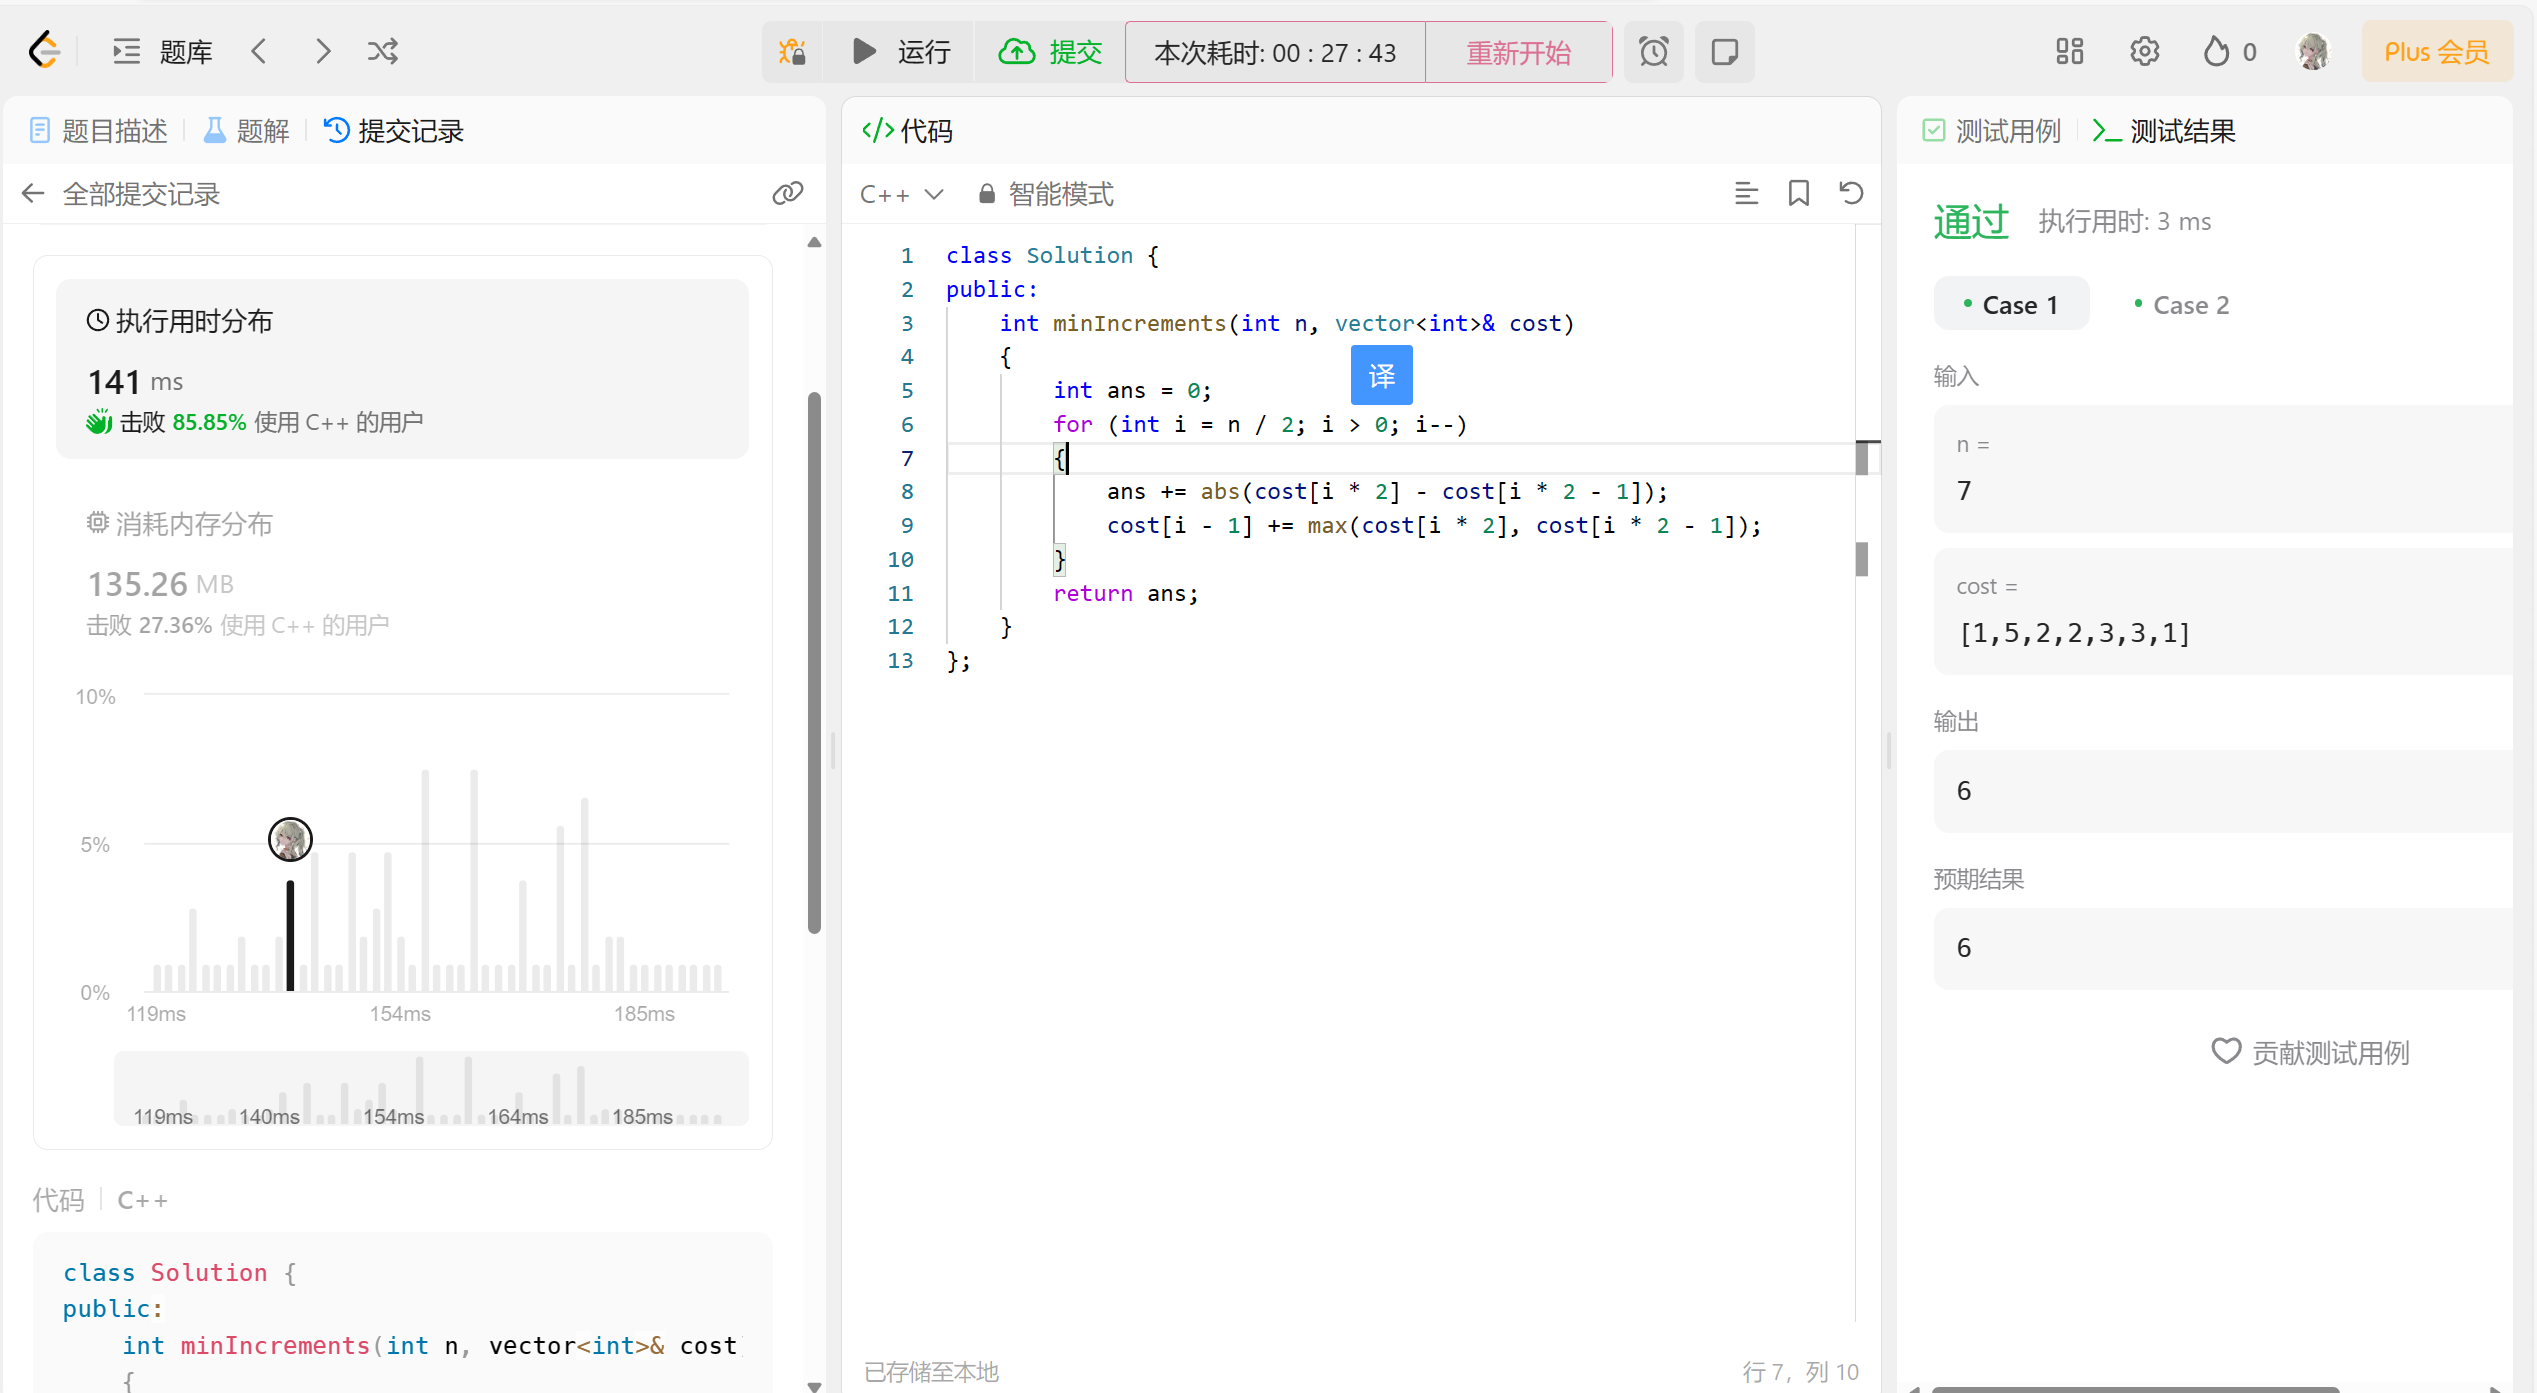 题库
运行
提交
本次耗时: 00 : 27 : 43
重新开始
0
Plus 会员
题目描述
题解
提交记录
全部提交记录
执行用时分布
141 ms
击败 85.85% 使用 C++ 的用户
消耗内存分布
135.26 MB
击败 27.36% 使用 C++ 的用户
10%
5%
0%
119ms 154ms 185ms
119ms 140ms 154ms 164ms 185ms
代码 C++
class Solution {
public:
    int minIncrements(int n, vector<int>& cost)
    {
</> 代码
C++ 智能模式
1 class Solution {
2 public:
3     int minIncrements(int n, vector<int>& cost)
4     {
译
5         int ans = 0;
6         for (int i = n / 2; i > 0; i--)
7         {
8             ans += abs(cost[i * 2] - cost[i * 2 - 1]);
9             cost[i - 1] += max(cost[i * 2], cost[i * 2 - 1]);
10         }
11         return ans;
12     }
13 };
已存储至本地
行 7, 列 10
测试用例
测试结果
通过 执行用时: 3 ms
Case 1
Case 2
输入
n =
7
cost =
[1,5,2,2,3,3,1]
输出
6
预期结果
6
贡献测试用例